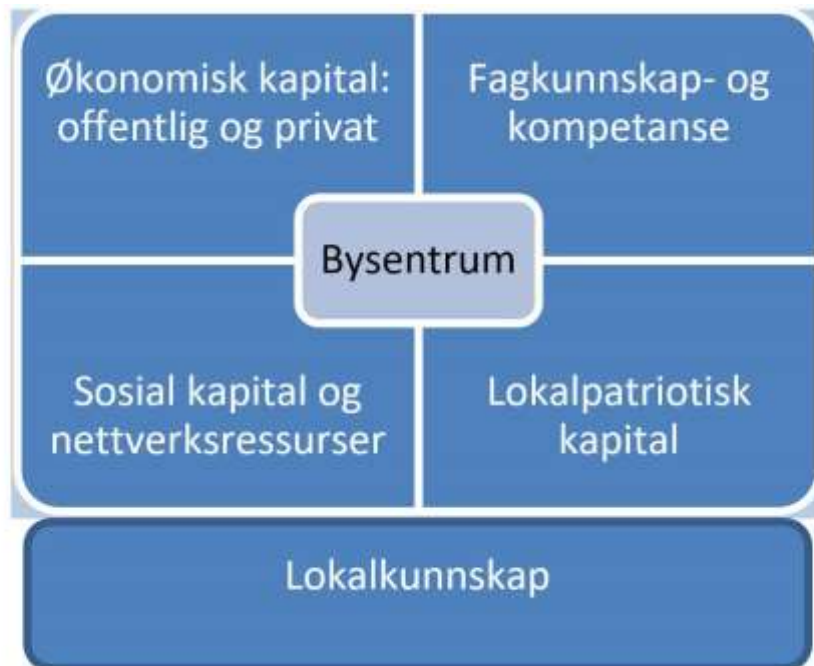 Økonomisk kapital:
offentlig og privat
Fagkunnskap- og
kompetanse
Bysentrum
Sosial kapital og
nettverksressurser
Lokalpatriotisk
kapital
Lokalkunnskap